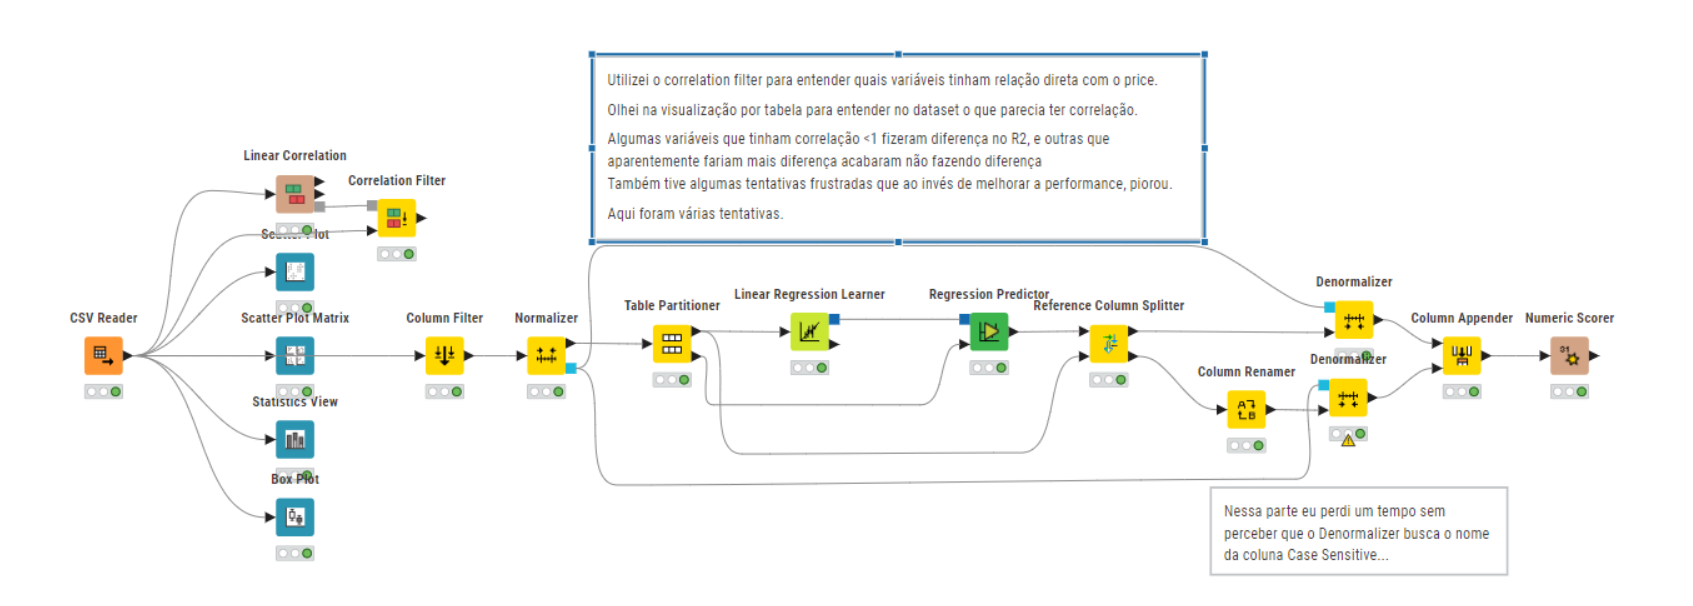 Utilizei o correlation filter para entender quais variáveis tinham relação direta com o price.
Olhei na visualização por tabela para entender no dataset o que parecia ter correlação.
Algumas variáveis que tinham correlação <1 fizeram diferença no R2, e outras que
aparentemente fariam mais diferença acabaram não fazendo diferença
Também tive algumas tentativas frustradas que ao invés de melhorar a performance, piorou.
Aqui foram várias tentativas.
Linear Correlation
Correlation Filter
Scatter Plot
CSV Reader
Scatter Plot Matrix
Column Filter
Normalizer
Table Partitioner
Linear Regression Learner
Regression Predictor
Reference Column Splitter
Denormalizer
Column Appender
Numeric Scorer
Denormalizer
Column Renamer
Statistics View
Box Plot
Nessa parte eu perdi um tempo sem
perceber que o Denormalizer busca o nome
da coluna Case Sensitive...